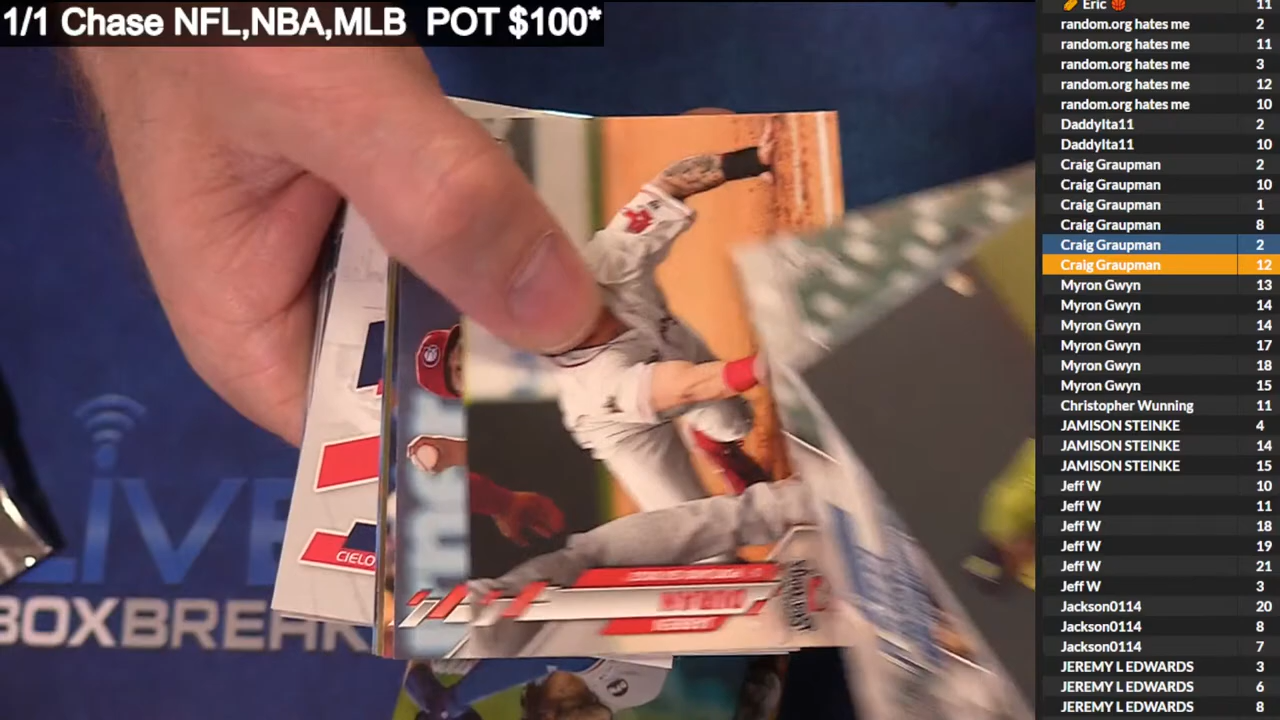 1/1 Chase NFL,NBA,MLB POT $100*
Eric 11
random.org hates me 2
random.org hates me 11
random.org hates me 3
random.org hates me 12
random.org hates me 10
DaddyIta11 2
DaddyIta11 10
Craig Graupman 2
Craig Graupman 10
Craig Graupman 1
Craig Graupman 8
Craig Graupman 2
Craig Graupman 12
Myron Gwyn 13
Myron Gwyn 14
Myron Gwyn 14
Myron Gwyn 17
Myron Gwyn 18
Myron Gwyn 15
Christopher Wunning 11
JAMISON STEINKE 4
JAMISON STEINKE 14
JAMISON STEINKE 15
Jeff W 10
Jeff W 11
Jeff W 18
Jeff W 19
Jeff W 21
Jeff W 3
Jackson0114 20
Jackson0114 8
Jackson0114 7
JEREMY L EDWARDS 3
JEREMY L EDWARDS 6
JEREMY L EDWARDS 8
CIELO
LIVE
BOXBREAK